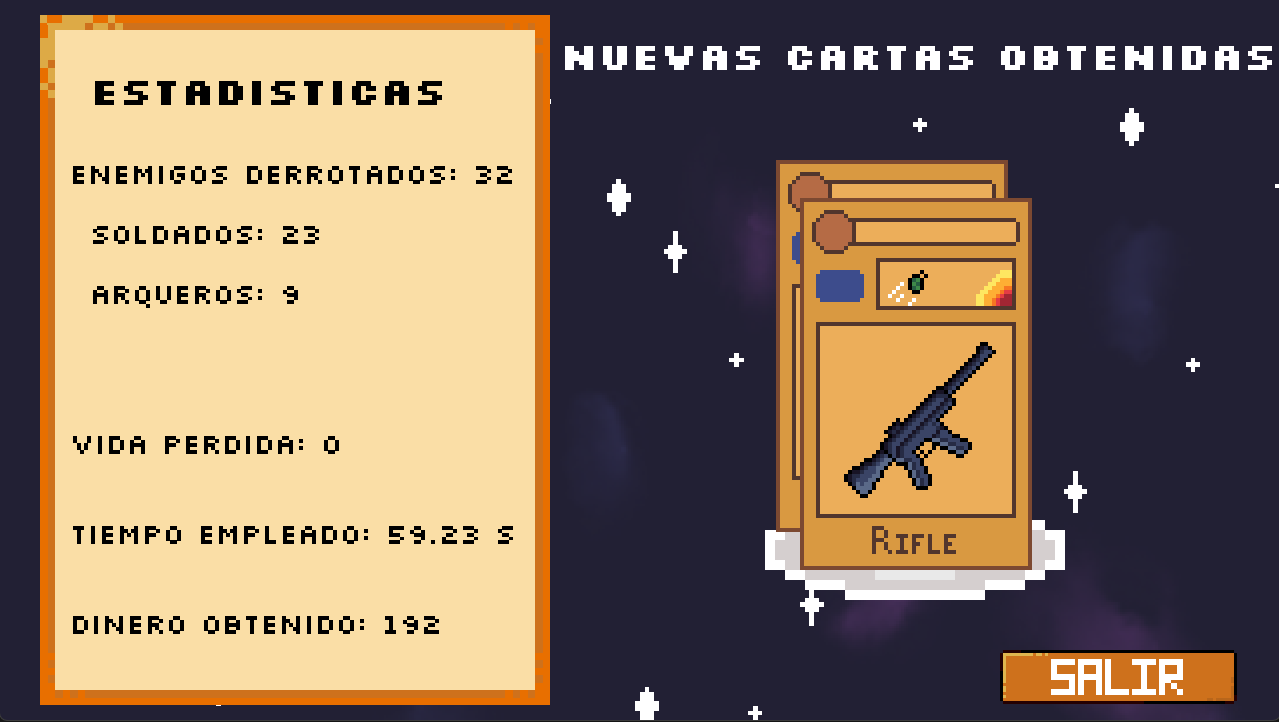 ESTADISTICAS
ENEMIGOS DERROTADOS: 32
SOLDADOS: 23
ARQUEROS: 9
VIDA PERDIDA: 0
TIEMPO EMPLEADO: 59.23 S
DINERO OBTENIDO: 192
NUEVAS CARTAS OBTENIDAS
RIFLE
SALIR